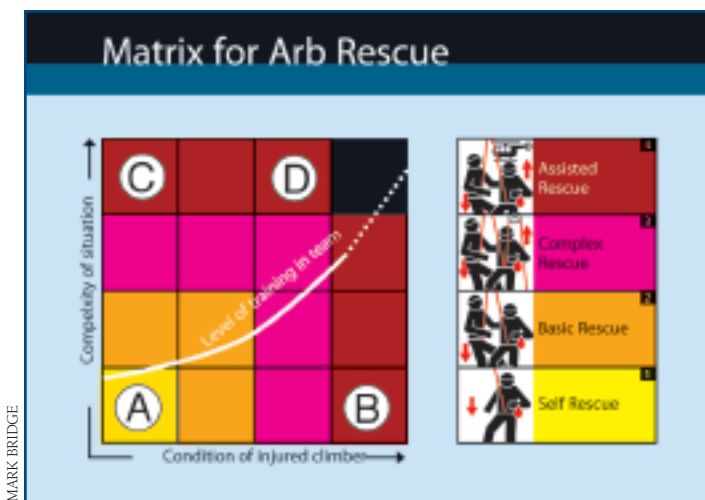 Matrix for Arb Rescue
Compelxity of situation
C
D
Level of training in team
A
B
Condition of injured climber
4
Assisted
Rescue
3
Complex
Rescue
2
Basic Rescue
1
Self Rescue
MARK BRIDGE